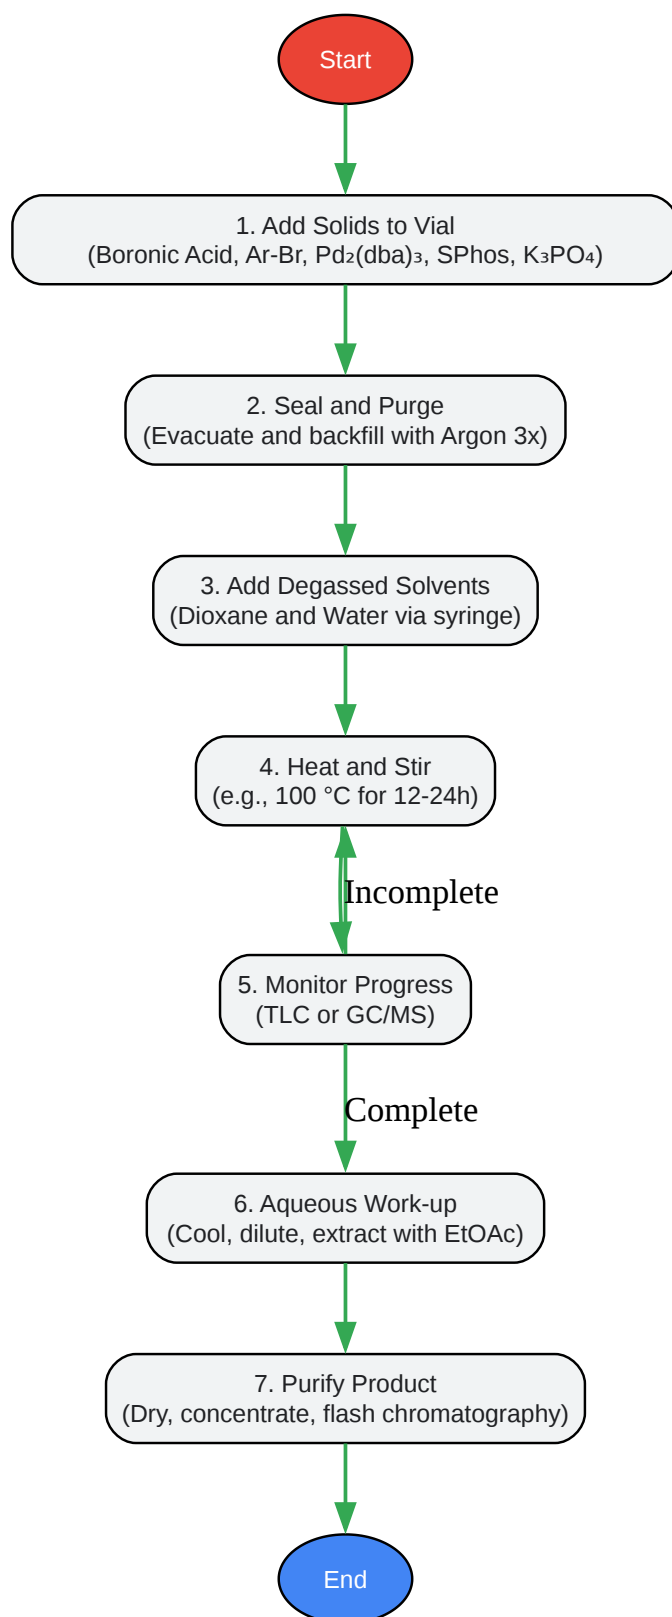 Start
1. Add Solids to Vial
(Boronic Acid, Ar-Br, Pd₂(dba)₃, SPhos, K₃PO₄)
2. Seal and Purge
(Evacuate and backfill with Argon 3x)
3. Add Degassed Solvents
(Dioxane and Water via syringe)
4. Heat and Stir
(e.g., 100 °C for 12-24h)
Incomplete
5. Monitor Progress
(TLC or GC/MS)
Complete
6. Aqueous Work-up
(Cool, dilute, extract with EtOAc)
7. Purify Product
(Dry, concentrate, flash chromatography)
End